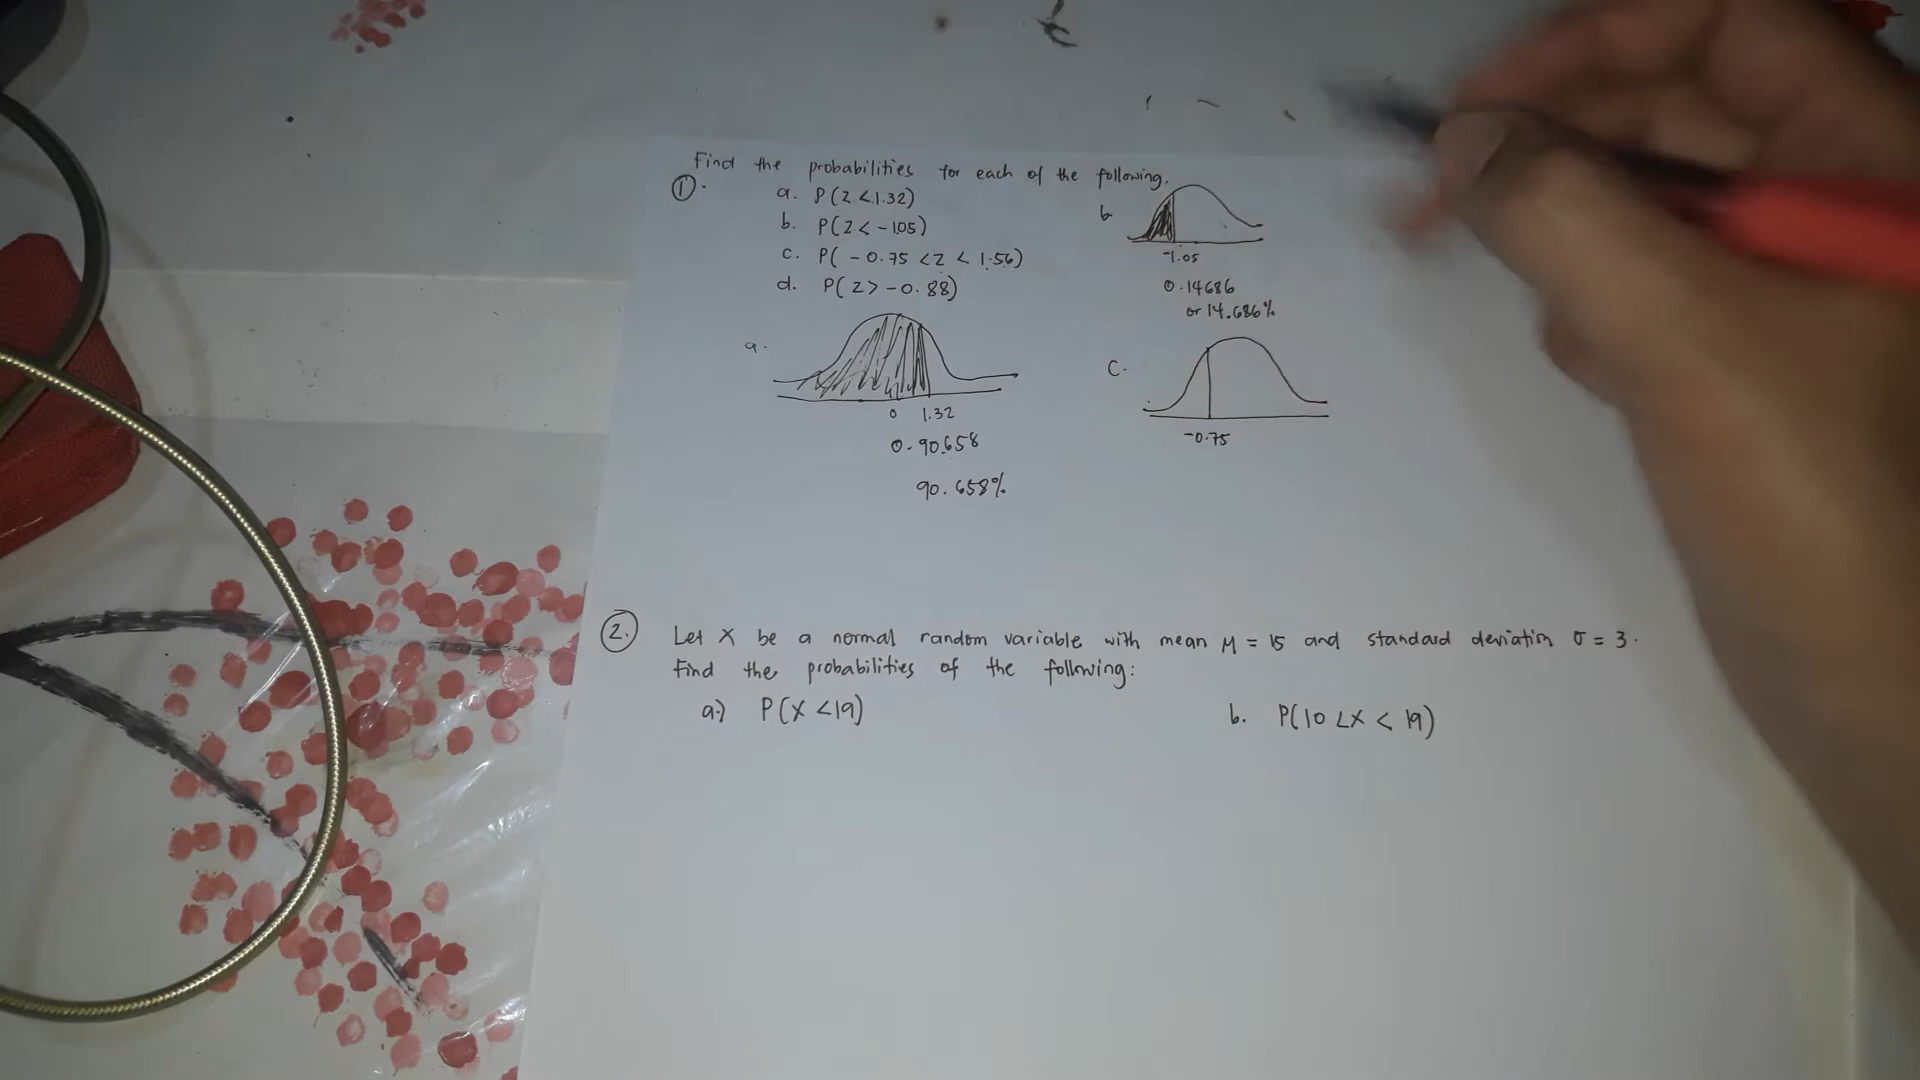 Find the probabilities for each of the following.
①.
a. P(Z < 1.32)
b. P(Z < -1.05)
c. P( - 0.75 < Z < 1.56)
d. P( Z > - 0.88)
a.
0 1.32
0.90658
90.658%
b
-1.05
0.14686
or 14.686%
C.
-0.75
②. Let X be a normal random variable with mean μ = 15 and standard deviation σ = 3.
Find the probabilities of the following:
a.) P(X < 19)
b. P(10 < X < 19)